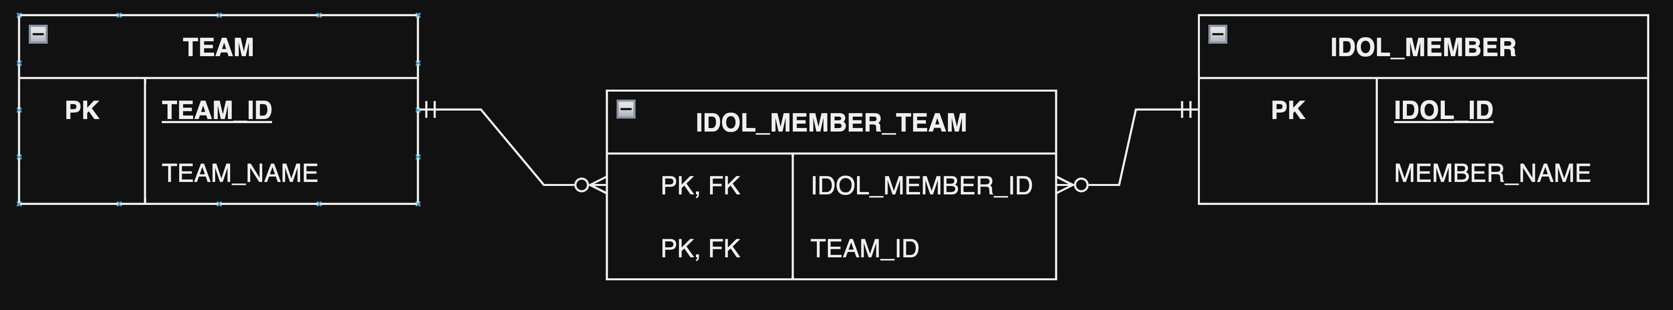 TEAM
PK TEAM_ID
TEAM_NAME
IDOL_MEMBER_TEAM
PK, FK IDOL_MEMBER_ID
PK, FK TEAM_ID
IDOL_MEMBER
PK IDOL_ID
MEMBER_NAME